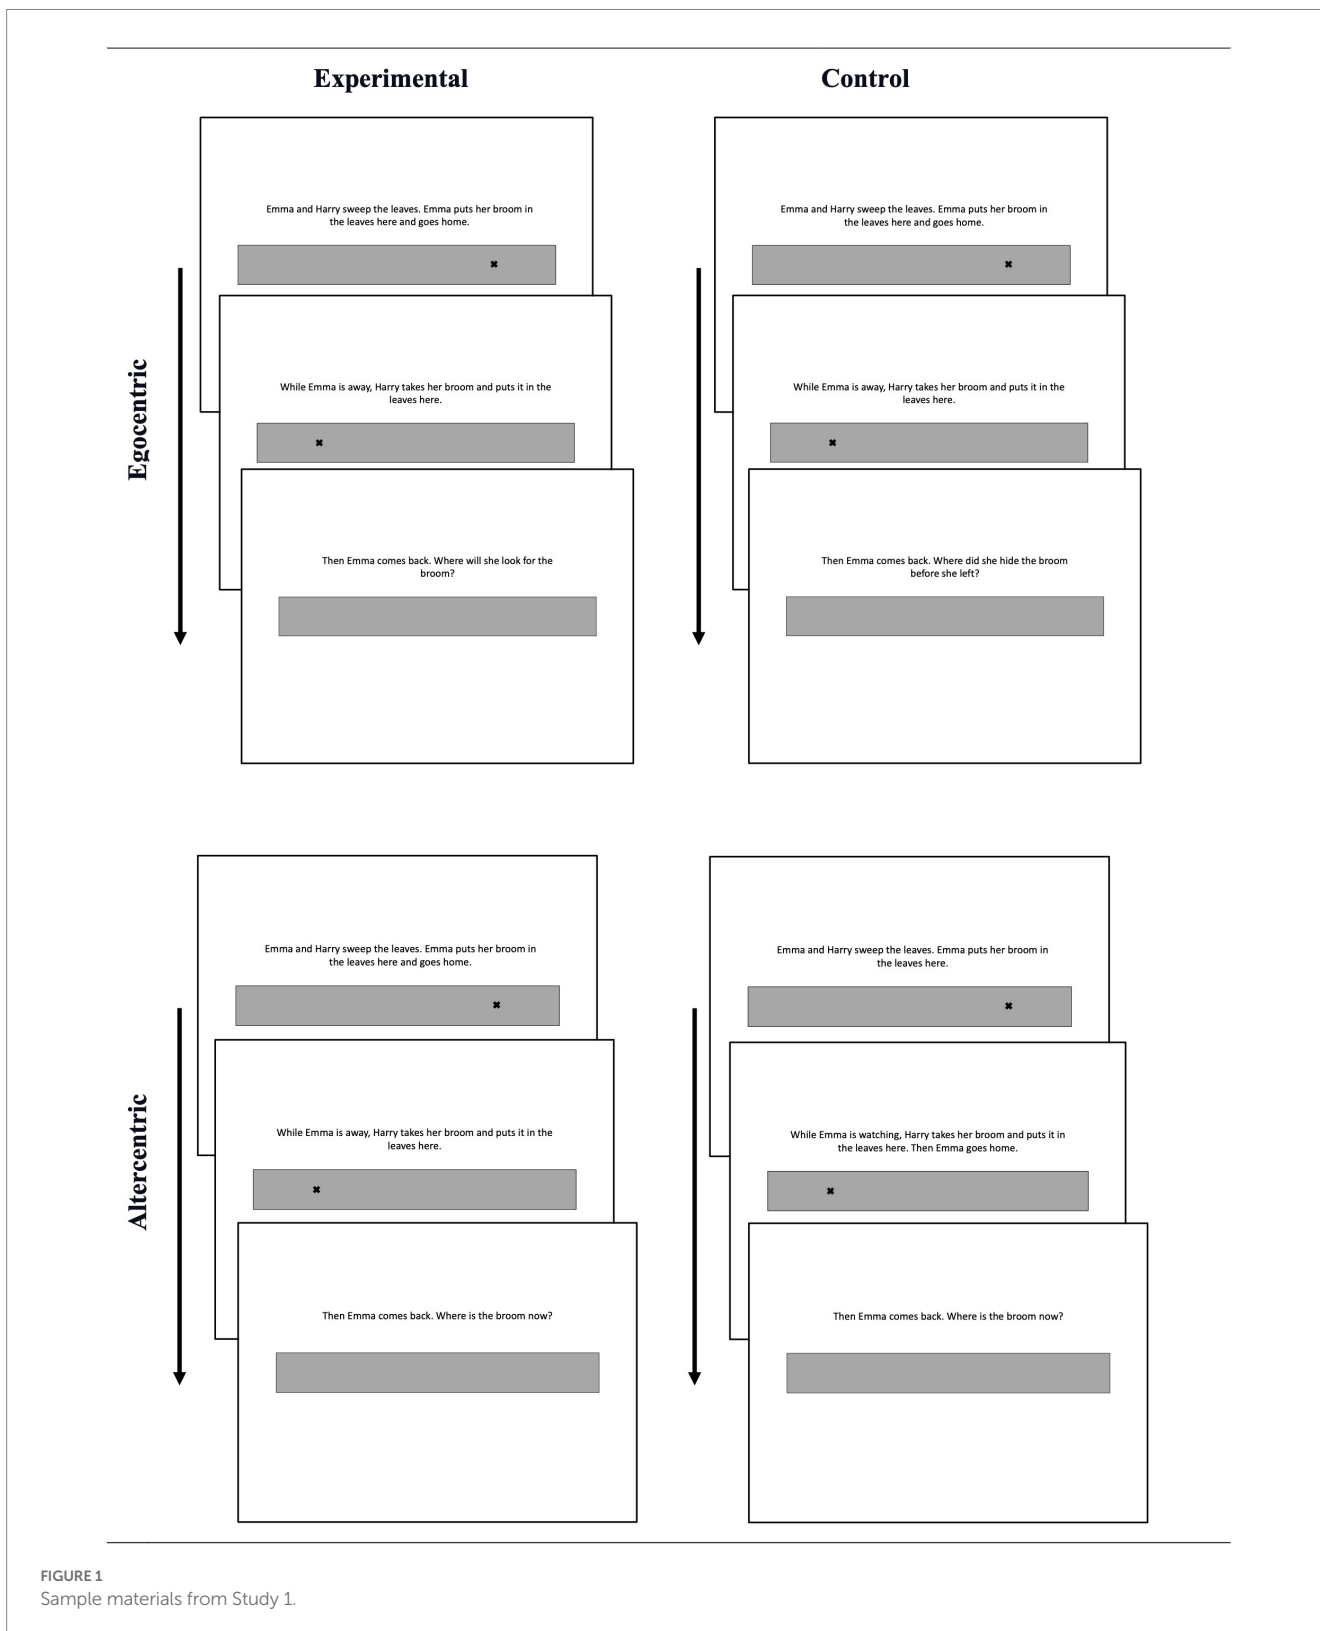 Experimental
Control
Egocentric
Emma and Harry sweep the leaves. Emma puts her broom in
the leaves here and goes home.
While Emma is away, Harry takes her broom and puts it in the
leaves here.
Then Emma comes back. Where will she look for the
broom?
Emma and Harry sweep the leaves. Emma puts her broom in
the leaves here and goes home.
While Emma is away, Harry takes her broom and puts it in the
leaves here.
Then Emma comes back. Where did she hide the broom
before she left?
Altercentric
Emma and Harry sweep the leaves. Emma puts her broom in
the leaves here and goes home.
While Emma is away, Harry takes her broom and puts it in the
leaves here.
Then Emma comes back. Where is the broom now?
Emma and Harry sweep the leaves. Emma puts her broom in
the leaves here.
While Emma is watching, Harry takes her broom and puts it in
the leaves here. Then Emma goes home.
Then Emma comes back. Where is the broom now?
FIGURE 1
Sample materials from Study 1.